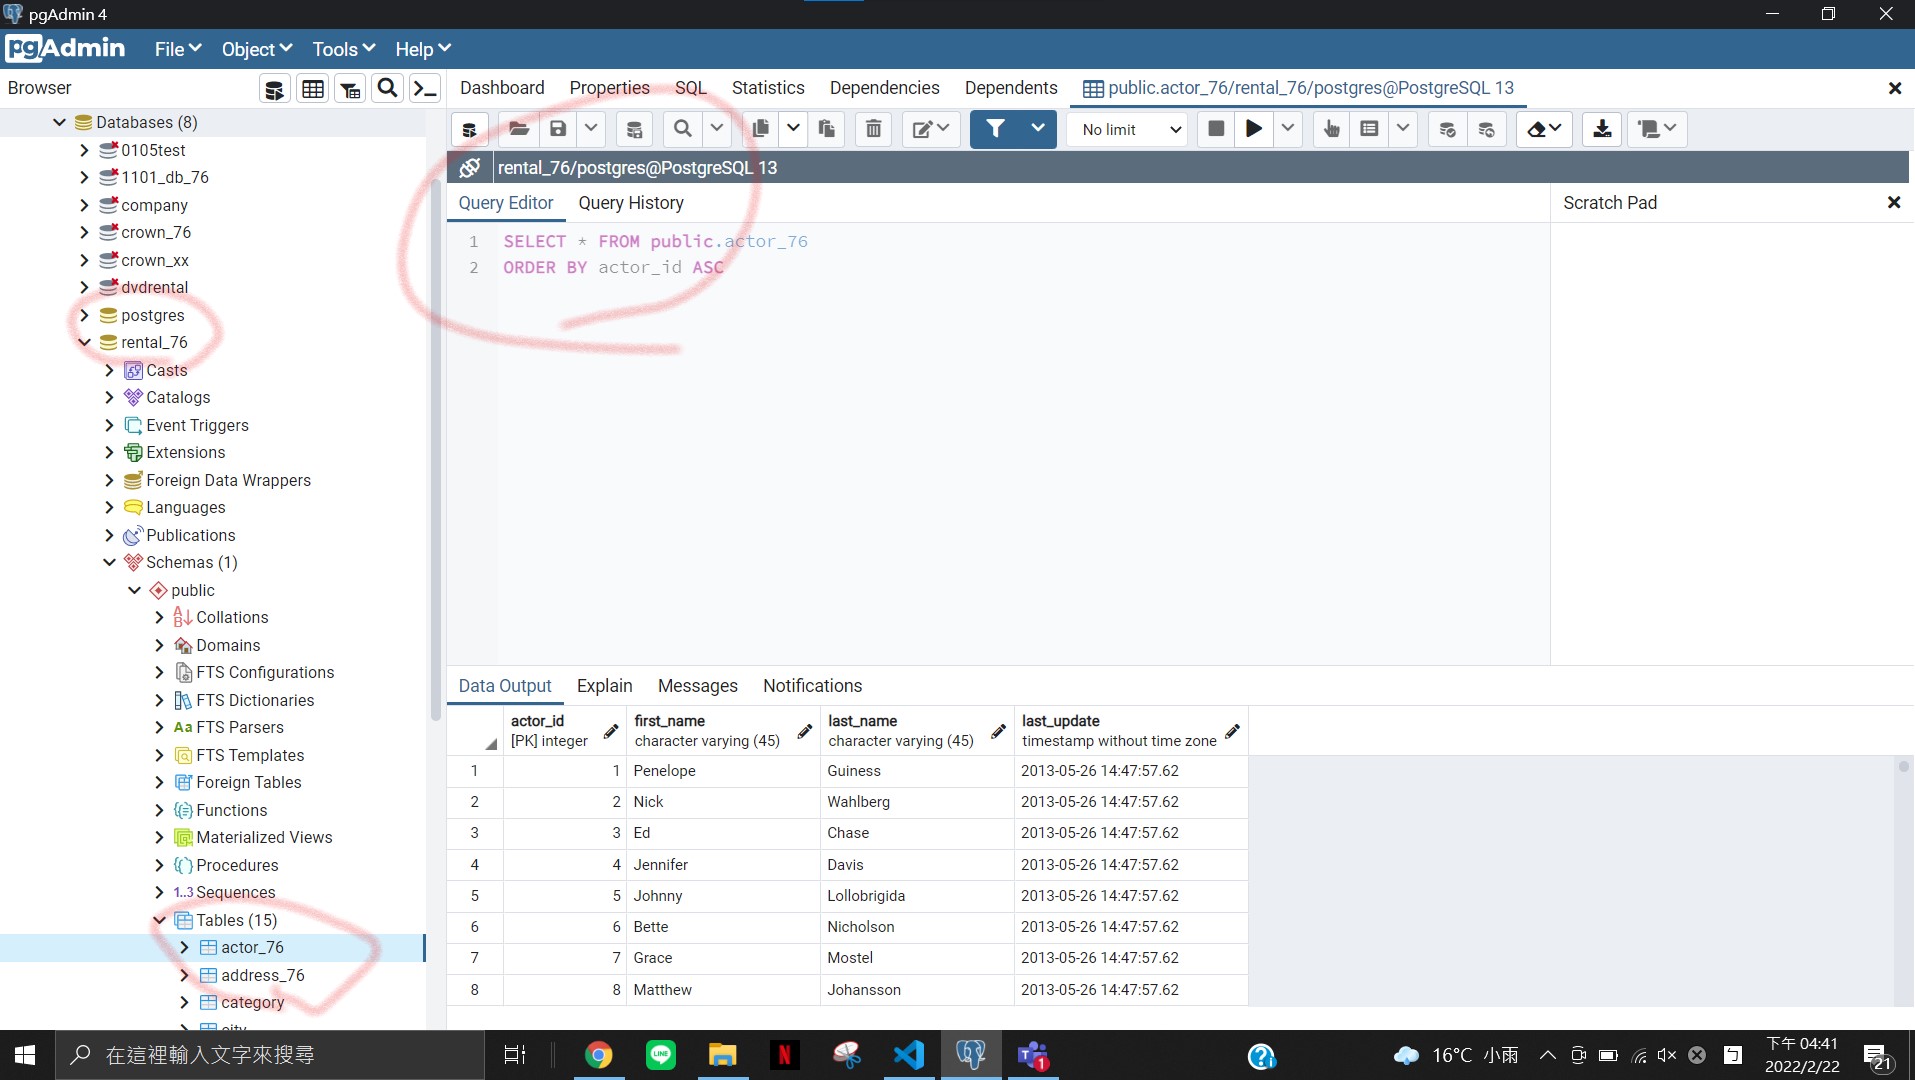 pgAdmin 4
pgAdmin File Object Tools Help
Browser
Dashboard Properties SQL Statistics Dependencies Dependents public.actor_76/rental_76/postgres@PostgreSQL 13
No limit
rental_76/postgres@PostgreSQL 13
Query Editor Query History
Scratch Pad
1 SELECT * FROM public.actor_76
2 ORDER BY actor_id ASC
Databases (8)
0105test
1101_db_76
company
crown_76
crown_xx
dvdrental
postgres
rental_76
Casts
Catalogs
Event Triggers
Extensions
Foreign Data Wrappers
Languages
Publications
Schemas (1)
public
Collations
Domains
FTS Configurations
FTS Dictionaries
Aa FTS Parsers
FTS Templates
Foreign Tables
Functions
Materialized Views
Procedures
1..3 Sequences
Tables (15)
actor_76
address_76
category
city
Data Output Explain Messages Notifications
actor_id first_name last_name last_update
[PK] integer character varying (45) character varying (45) timestamp without time zone
1 1 Penelope Guiness 2013-05-26 14:47:57.62
2 2 Nick Wahlberg 2013-05-26 14:47:57.62
3 3 Ed Chase 2013-05-26 14:47:57.62
4 4 Jennifer Davis 2013-05-26 14:47:57.62
5 5 Johnny Lollobrigida 2013-05-26 14:47:57.62
6 6 Bette Nicholson 2013-05-26 14:47:57.62
7 7 Grace Mostel 2013-05-26 14:47:57.62
8 8 Matthew Johansson 2013-05-26 14:47:57.62
在這裡輸入文字來搜尋
LINE
N
1
16°C 小雨
下午 04:41
2022/2/22
21